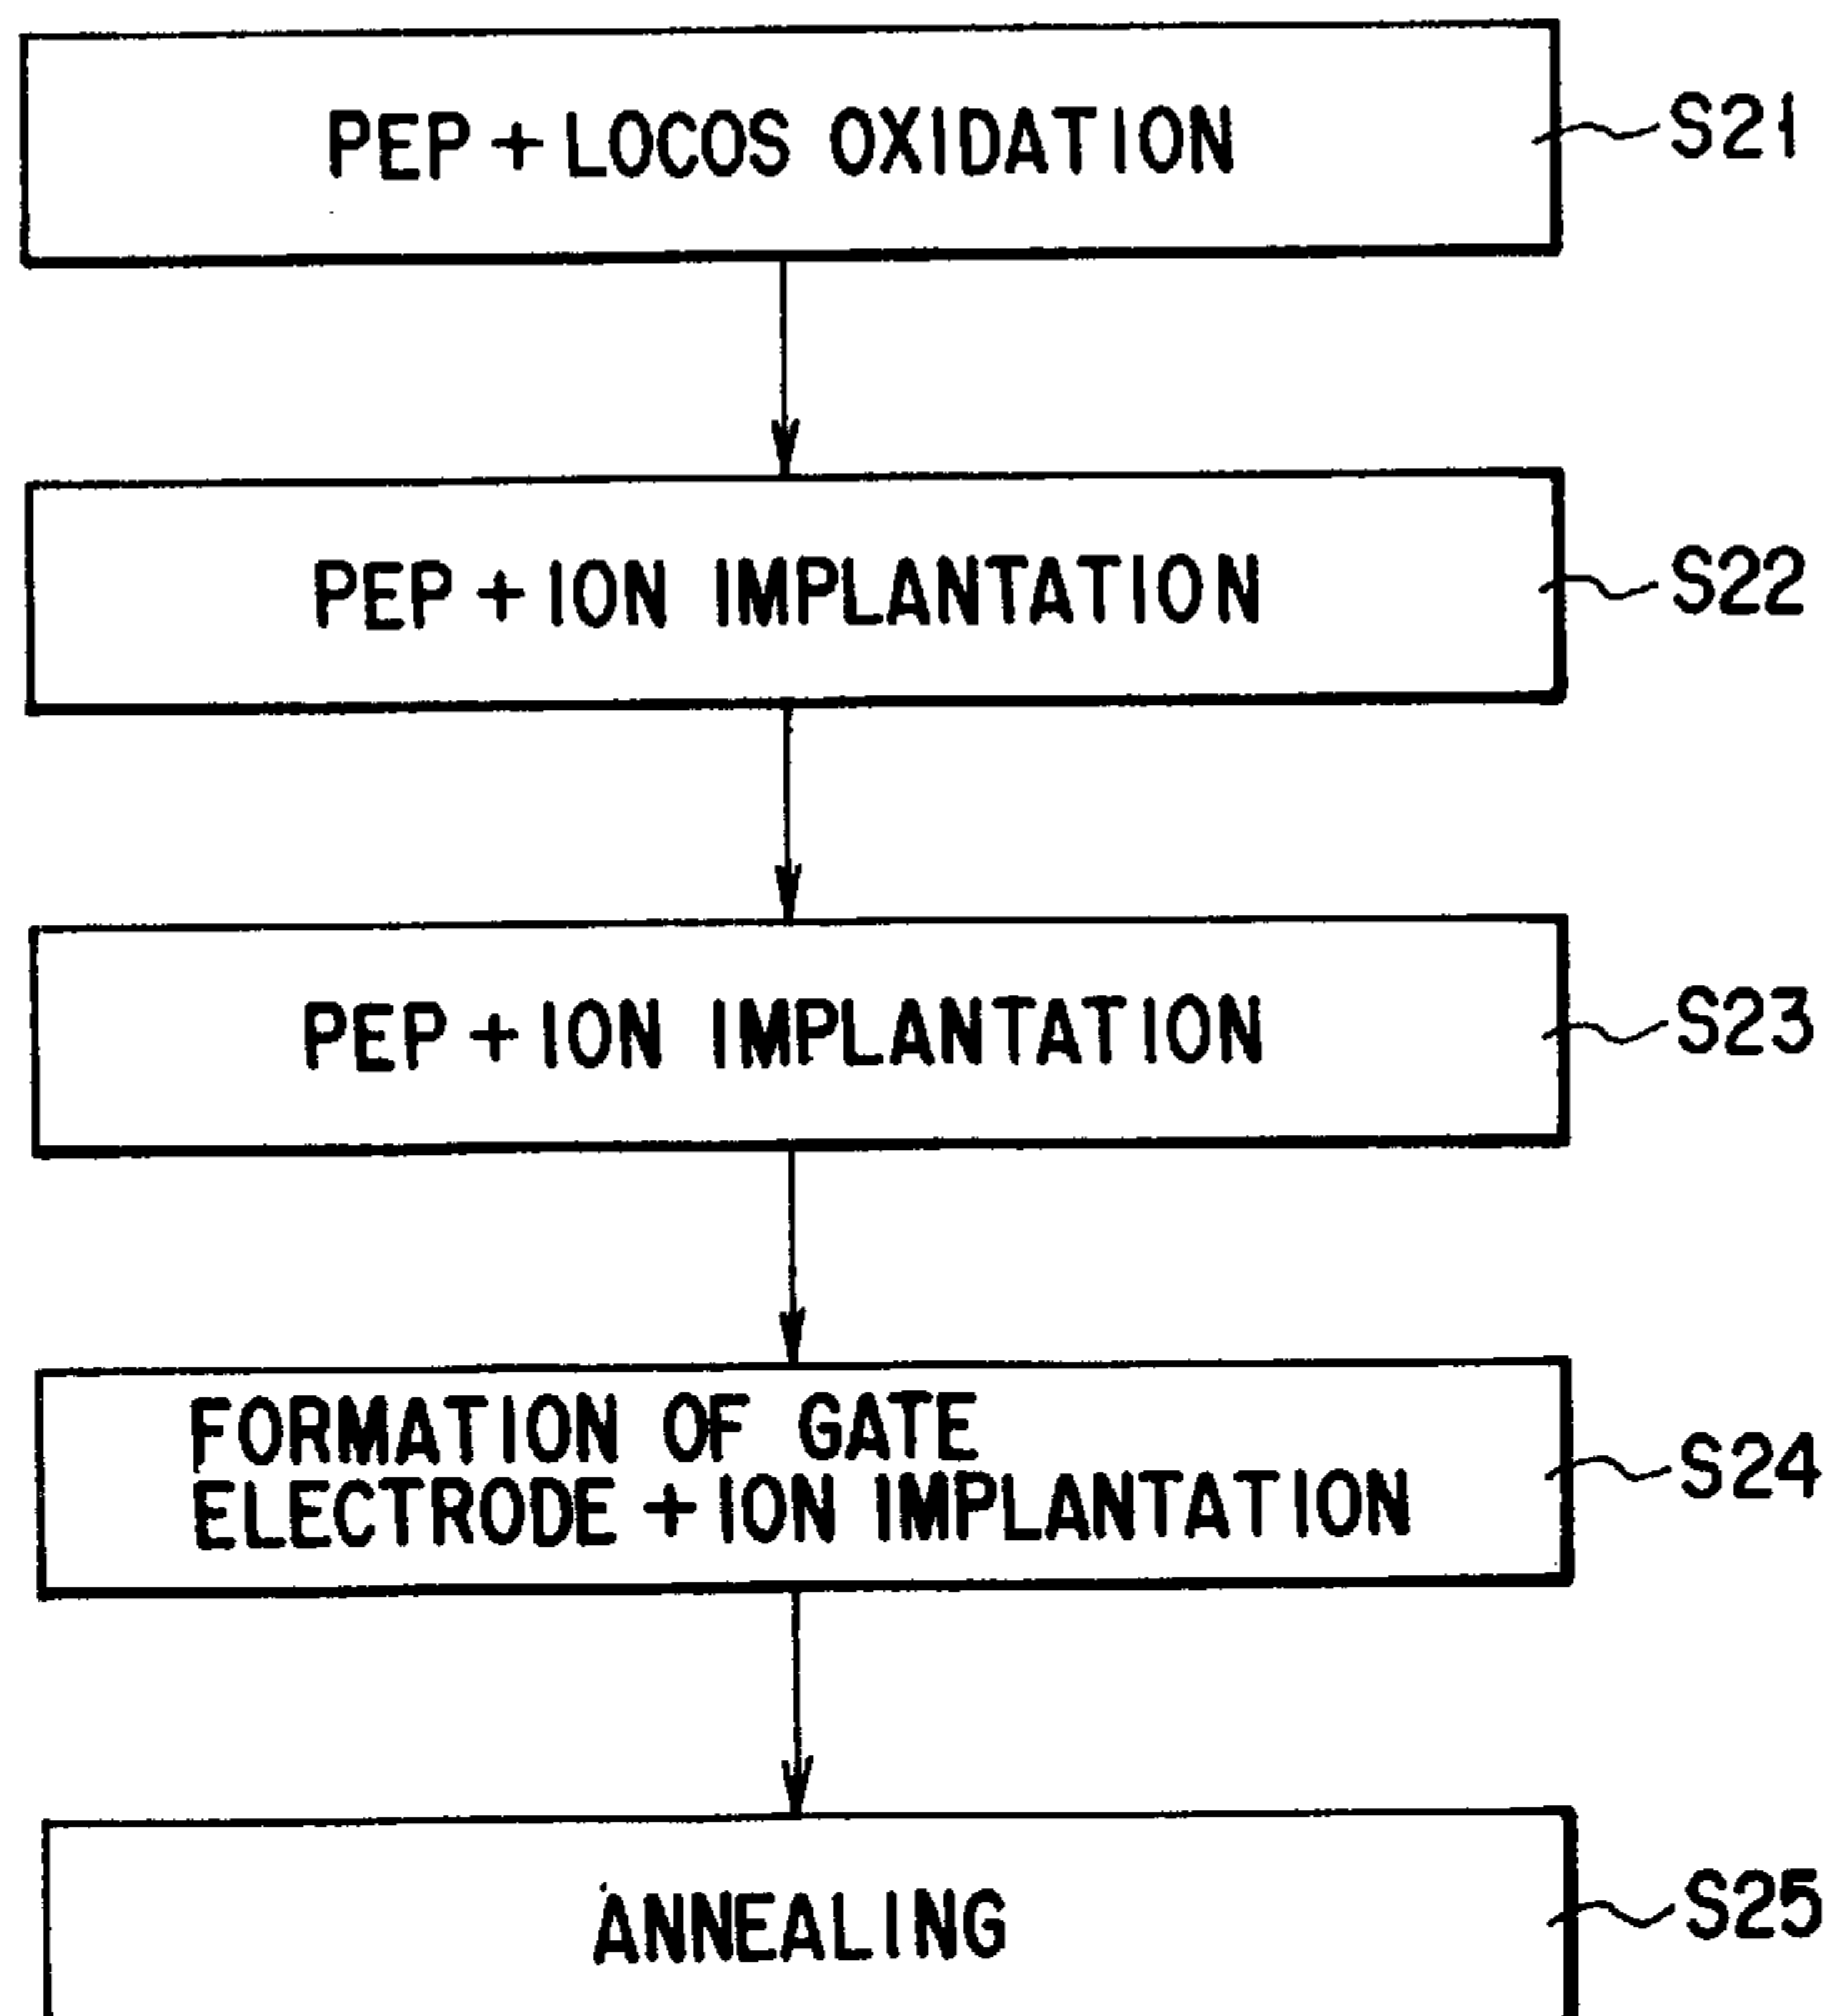 PEP + LOCOS OXIDATION S21
PEP + ION IMPLANTATION S22
PEP + ION IMPLANTATION S23
FORMATION OF GATE
ELECTRODE + ION IMPLANTATION S24
ANNEALING S25